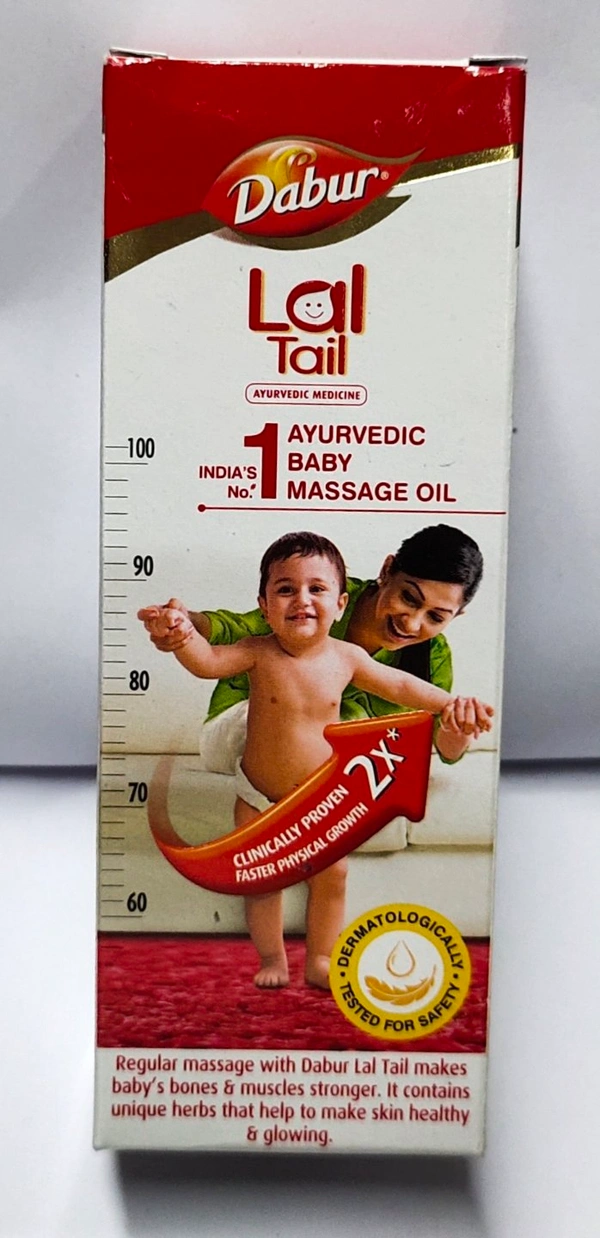 Dabur®
Lal
Tail
AYURVEDIC MEDICINE
INDIA'S
No. 1
AYURVEDIC
BABY
MASSAGE OIL
100
90
80
70
60
CLINICALLY PROVEN
FASTER PHYSICAL GROWTH
2x*
DERMATOLOGICALLY
TESTED FOR SAFETY
Regular massage with Dabur Lal Tail makes
baby's bones & muscles stronger. It contains
unique herbs that help to make skin healthy
& glowing.